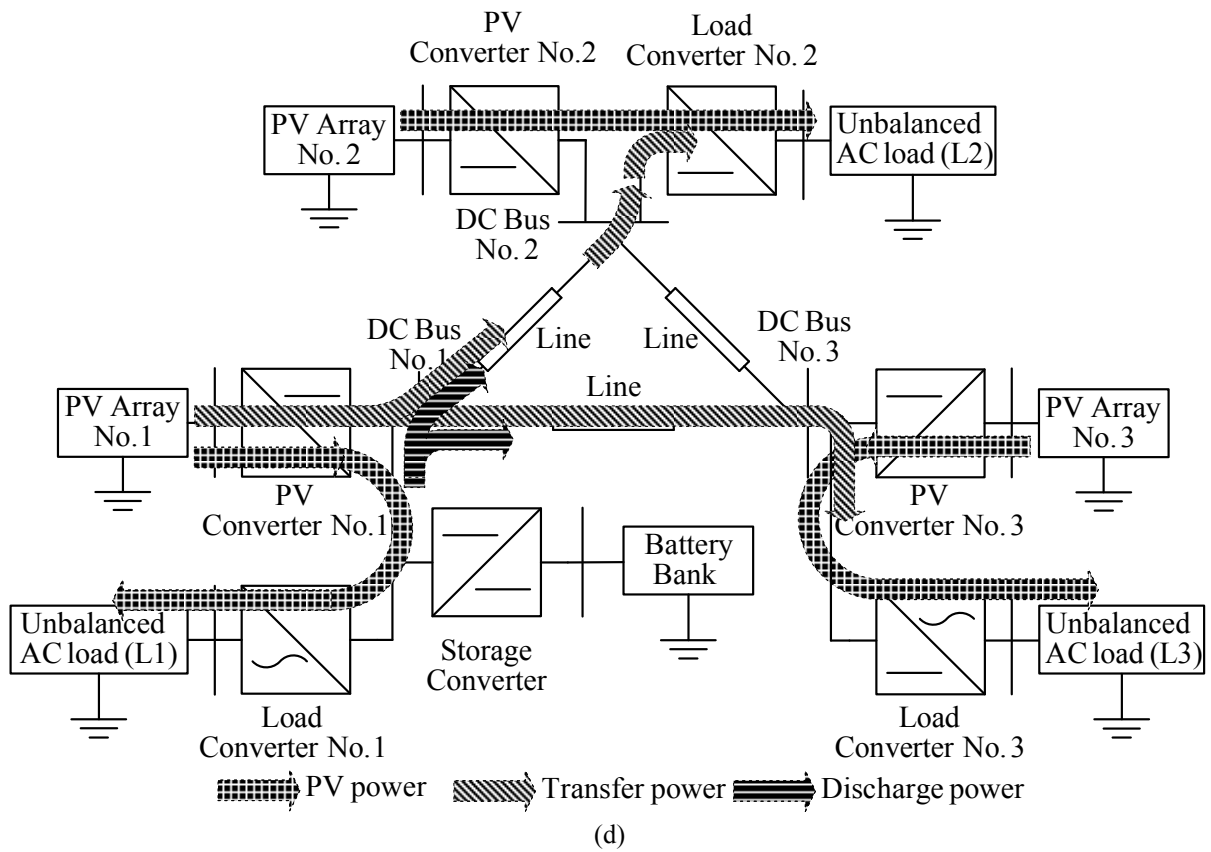 PV
Converter No.2
Load
Converter No. 2
PV Array
No. 2
Unbalanced
AC load (L2)
DC Bus
No. 2
DC Bus
No.1
Line
Line
DC Bus
No.3
Line
PV Array
No.1
PV Array
No.3
PV
Converter No.1
PV
Converter No.3
Battery
Bank
Unbalanced
AC load (L1)
Storage
Converter
Unbalanced
AC load (L3)
Load
Converter No.1
Load
Converter No.3
PV power
Transfer power
Discharge power
(d)